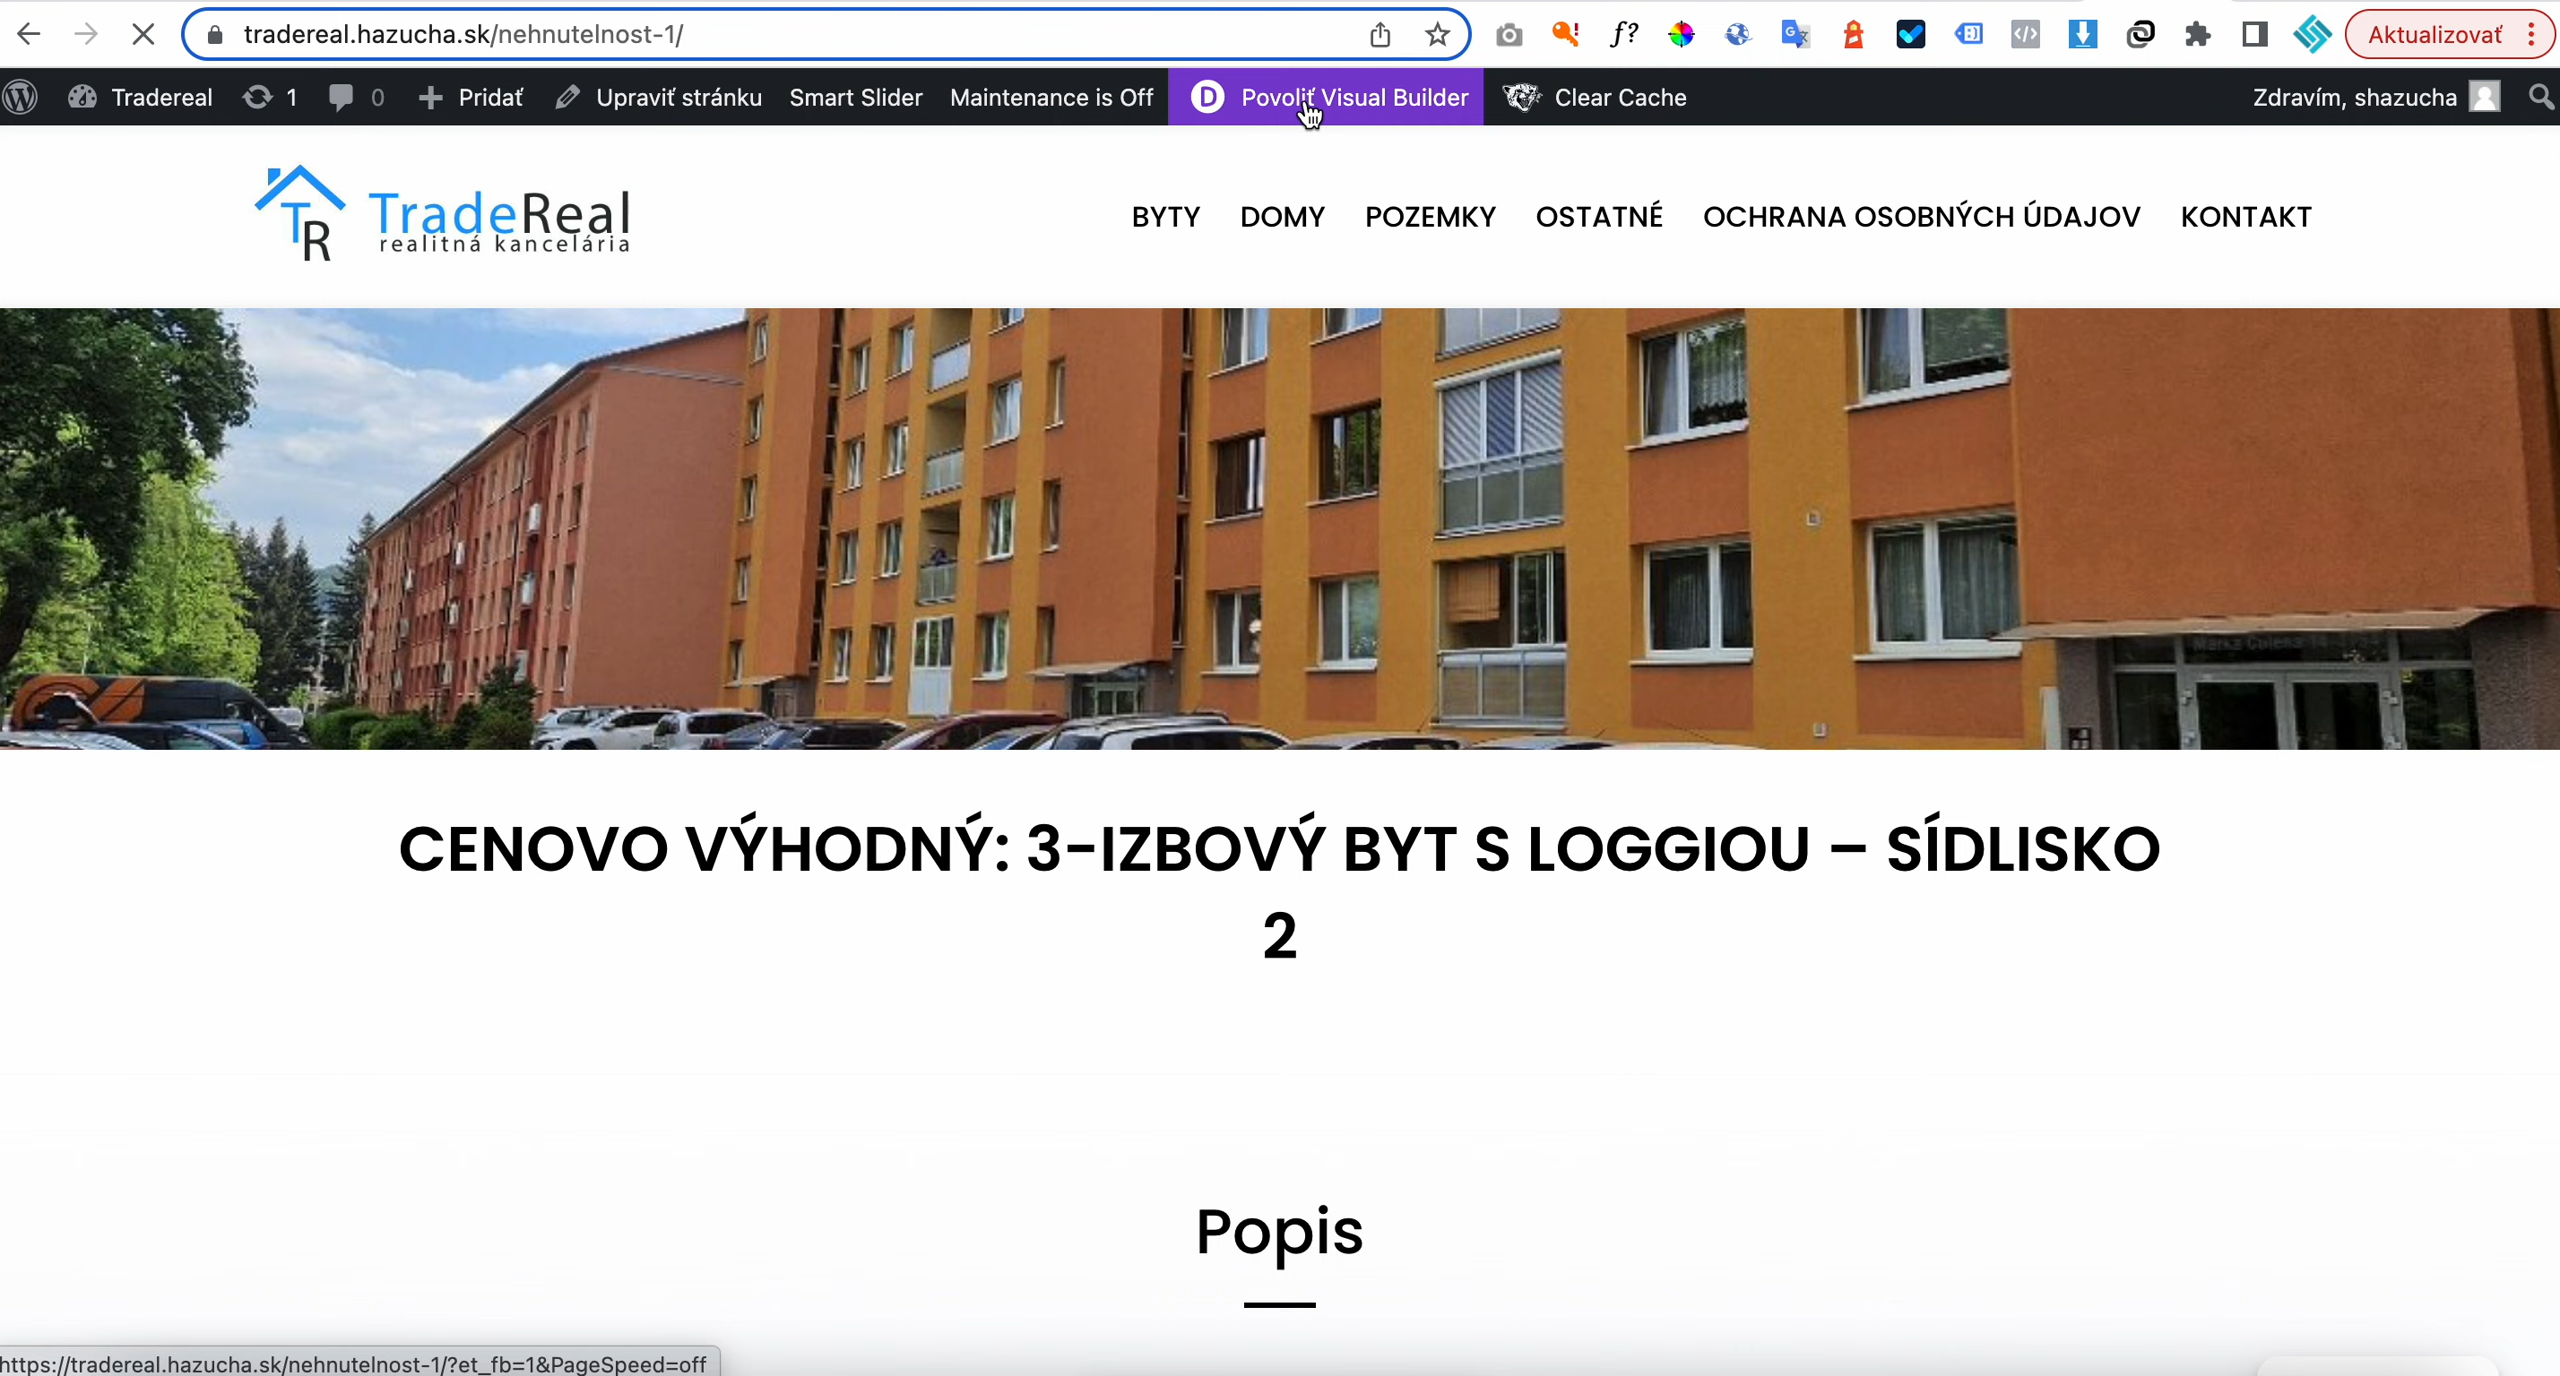 tradereal.hazucha.sk/nehnutelnost-1/
Aktualizovať
Tradereal 1 0 Pridať Upraviť stránku Smart Slider Maintenance is Off D Povoliť Visual Builder Clear Cache Zdravím, shazucha
TR TradeReal
realitná kancelária
BYTY DOMY POZEMKY OSTATNÉ OCHRANA OSOBNÝCH ÚDAJOV KONTAKT
CENOVO VÝHODNÝ: 3-IZBOVÝ BYT S LOGGIOU – SÍDLISKO
2
Popis
https://tradereal.hazucha.sk/nehnutelnost-1/?et_fb=1&PageSpeed=off